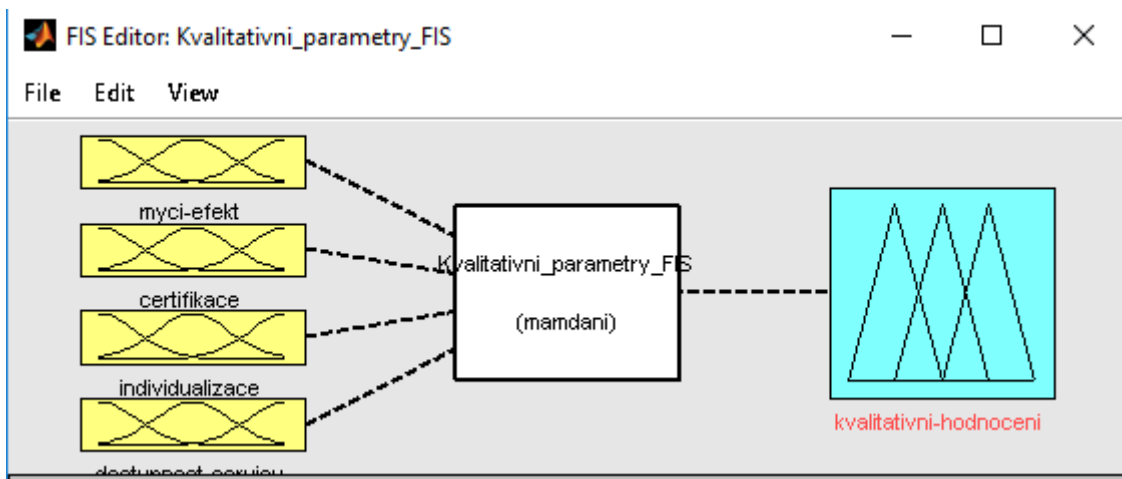 FIS Editor: Kvalitativni_parametry_FIS
File Edit View
myci-efekt
certifikace
individualizace
Kvalitativni_parametry_FIS
(mamdani)
kvalitativni-hodnoceni